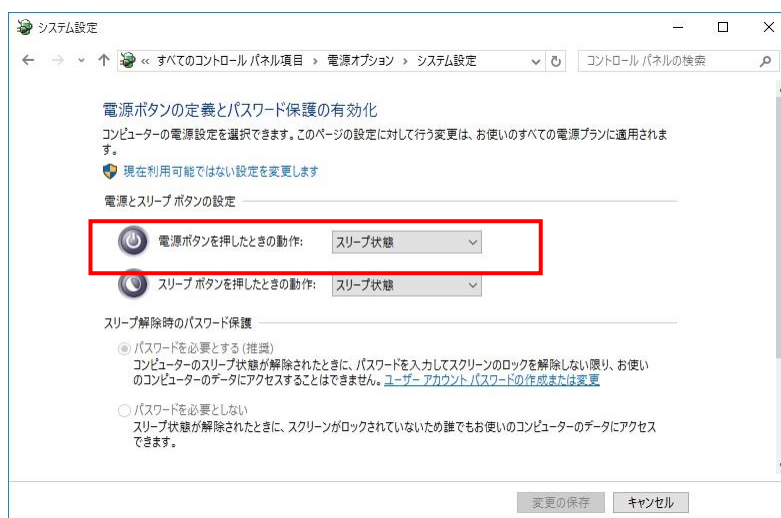 システム設定
« すべてのコントロール パネル項目 › 電源オプション › システム設定
コントロール パネルの検索
電源ボタンの定義とパスワード保護の有効化
コンピューターの電源設定を選択できます。このページの設定に対して行う変更は、お使いのすべての電源プランに適用されま
す。
現在利用可能ではない設定を変更します
電源とスリープ ボタンの設定
電源ボタンを押したときの動作: スリープ状態
スリープ ボタンを押したときの動作: スリープ状態
スリープ解除時のパスワード保護
パスワードを必要とする (推奨)
コンピューターのスリープ状態が解除されたときに、パスワードを入力してスクリーンのロックを解除しない限り、お使い
のコンピューターのデータにアクセスすることはできません。ユーザー アカウント パスワードの作成または変更
パスワードを必要としない
スリープ状態が解除されたときに、スクリーンがロックされていないため誰でもお使いのコンピューターのデータにアクセス
できます。
変更の保存 キャンセル